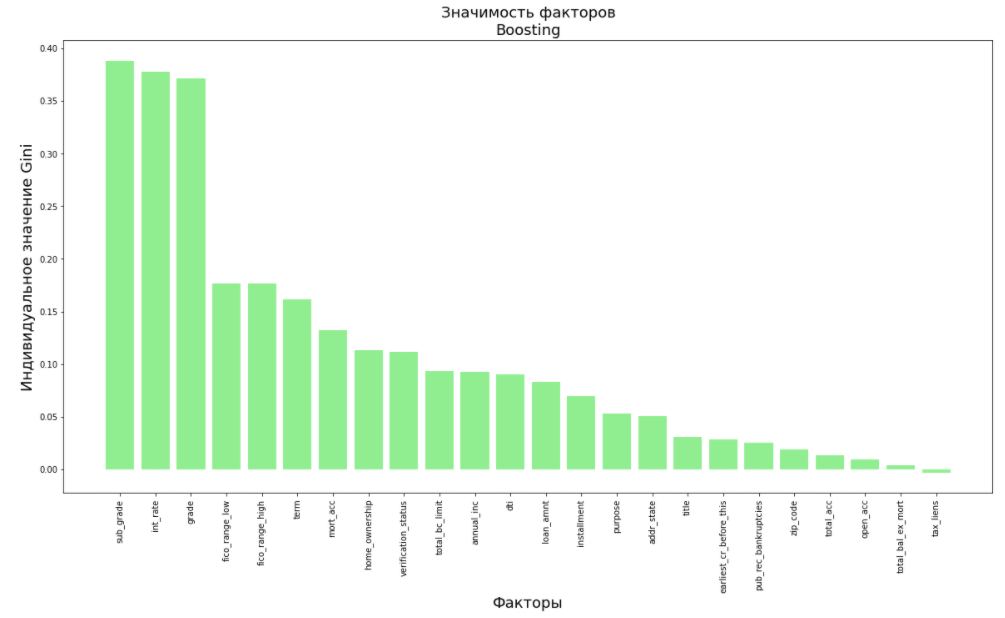 Значимость факторов
Boosting
Индивидуальное значение Gini
0.40
0.35
0.30
0.25
0.20
0.15
0.10
0.05
0.00
sub_grade
int_rate
grade
fico_range_low
fico_range_high
term
mort_acc
home_ownership
verification_status
total_bc_limit
annual_inc
dti
loan_amnt
installment
purpose
addr_state
title
earliest_cr_before_this
pub_rec_bankruptcies
zip_code
total_acc
open_acc
total_bal_ex_mort
tax_liens
Факторы